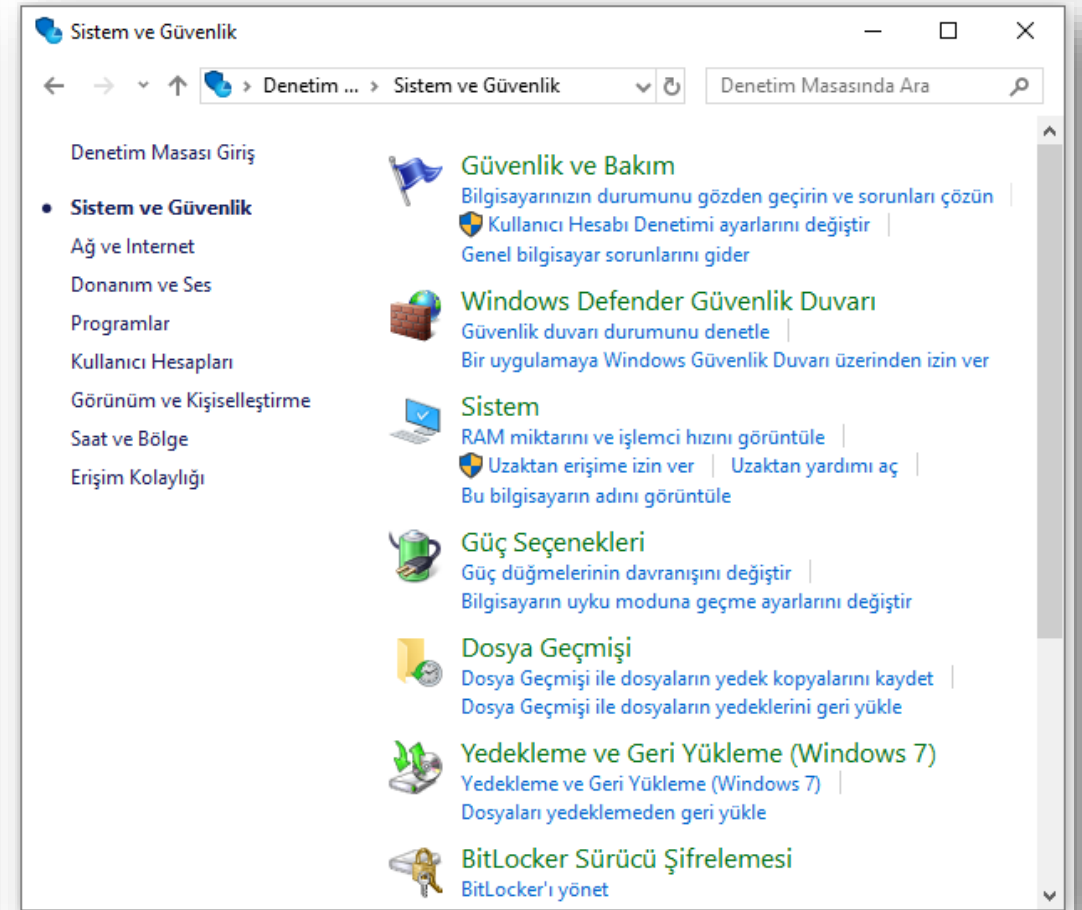 Sistem ve Güvenlik
Denetim ... > Sistem ve Güvenlik
Denetim Masasında Ara
Denetim Masası Giriş
Sistem ve Güvenlik
Ağ ve Internet
Donanım ve Ses
Programlar
Kullanıcı Hesapları
Görünüm ve Kişiselleştirme
Saat ve Bölge
Erişim Kolaylığı
Güvenlik ve Bakım
Bilgisayarınızın durumunu gözden geçirin ve sorunları çözün
Kullanıcı Hesabı Denetimi ayarlarını değiştir
Genel bilgisayar sorunlarını gider
Windows Defender Güvenlik Duvarı
Güvenlik duvarı durumunu denetle
Bir uygulamaya Windows Güvenlik Duvarı üzerinden izin ver
Sistem
RAM miktarını ve işlemci hızını görüntüle
Uzaktan erişime izin ver | Uzaktan yardımı aç
Bu bilgisayarın adını görüntüle
Güç Seçenekleri
Güç düğmelerinin davranışını değiştir
Bilgisayarın uyku moduna geçme ayarlarını değiştir
Dosya Geçmişi
Dosya Geçmişi ile dosyaların yedek kopyalarını kaydet
Dosya Geçmişi ile dosyaların yedeklerini geri yükle
Yedekleme ve Geri Yükleme (Windows 7)
Yedekleme ve Geri Yükleme (Windows 7)
Dosyaları yedeklemeden geri yükle
BitLocker Sürücü Şifrelemesi
BitLocker'ı yönet